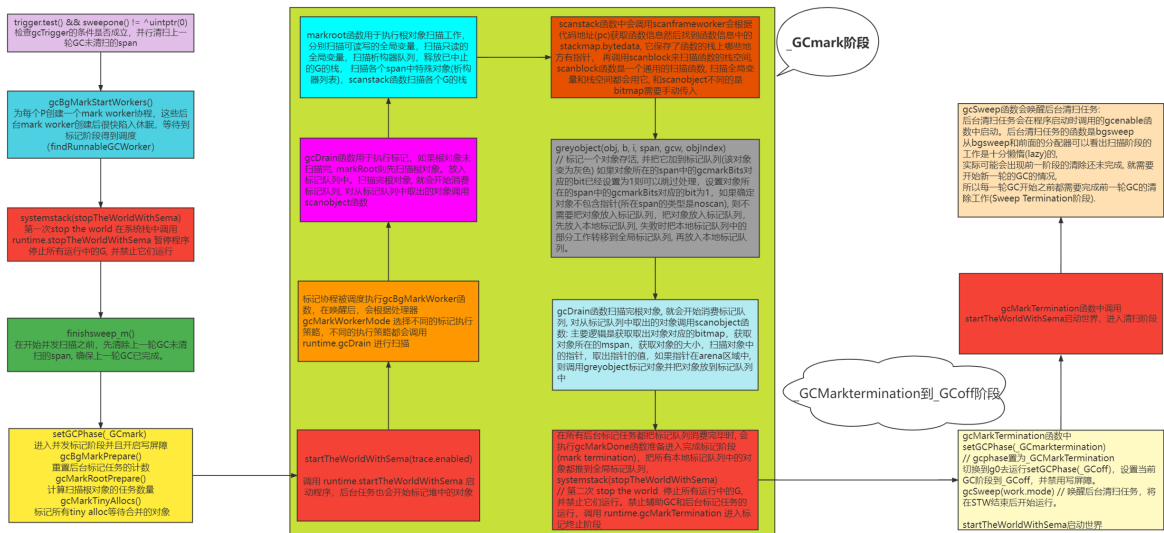 trigger.test() && sweepone() != ^uintptr(0)
检查gcTrigger的条件是否成立，并行清扫上一
轮GC未清扫的span
gcBgMarkStartWorkers()
为每个P创建一个mark worker协程，这些后
台mark worker创建后很快陷入休眠，等待到
标记阶段得到调度
(findRunnableGCWorker)
systemstack(stopTheWorldWithSema)
第一次stop the world 在系统栈中调用
runtime.stopTheWorldWithSema 暂停程序
停止所有运行中的G, 并禁止它们运行
finishsweep_m()
在开始并发扫描之前，先清除上一轮GC未清
扫的span, 确保上一轮GC已完成。
setGCPhase(_GCmark)
进入并发标记阶段并且开启写屏障
gcBgMarkPrepare()
重置后台标记任务的计数
gcMarkRootPrepare()
计算扫描根对象的任务数量
gcMarkTinyAllocs()
标记所有tiny alloc等待合并的对象
markroot函数用于执行根对象扫描工作,
分别扫描可读写的全局变量，扫描只读的
全局变量，扫描析构器队列，释放已中止
的G的栈，扫描各个span中特殊对象(析构
器列表)，scanstack函数扫描各个G的栈
gcDrain函数用于执行标记，如果根对象未
扫描完, markRoot则先扫描根对象。放入
标记队列中。扫描完根对象, 就会开始消费
标记队列, 对从标记队列中取出的对象调用
scanobject函数
标记协程被调度执行gcBgMarkWorker函
数，在唤醒后，会根据处理器
gcMarkWorkerMode 选择不同的标记执行
策略，不同的执行策略都会调用
runtime.gcDrain 进行扫描
startTheWorldWithSema(trace.enabled)
调用 runtime.startTheWorldWithSema 启
动程序，后台任务也会开始标记堆中的对象
scanstack函数中会调用scanframeworker会根据
代码地址(pc)获取函数信息然后找到函数信息中的
stackmap.bytedata, 它保存了函数的栈上哪些地
方有指针，  再调用scanblock来扫描函数的栈空间,
scanblock函数是一个通用的扫描函数, 扫描全局变
量和栈空间都会用它, 和scanobject不同的是
bitmap需要手动传入
greyobject(obj, b, i, span, gcw, objIndex)
// 标记一个对象存活, 并把它加到标记队列(该对象
变为灰色) 如果对象所在的span中的gcmarkBits对
应的bit已经设置为1则可以跳过处理，设置对象所
在的span中的gcmarkBits对应的bit为1，如果确定
对象不包含指针(所在span的类型是noscan), 则不
需要把对象放入标记队列，把对象放入标记队列，
先放入本地标记队列, 失败时把本地标记队列中的
部分工作转移到全局标记队列, 再放入本地标记队
列。
gcDrain函数扫描完根对象, 就会开始消费标记队
列, 对从标记队列中取出的对象调用scanobject函
数: 主要逻辑是获取取出对象对应的bitmap，获取
对象所在的mspan，获取对象的大小，扫描对象中
的指针，取出指针的值，如果指针在arena区域中,
则调用greyobject标记对象并把对象放到标记队列
中
在所有后台标记任务都把标记队列消费完毕时, 会
执行gcMarkDone函数准备进入完成标记阶段
(mark termination)，把所有本地标记队列中的对
象都推到全局标记队列，
systemstack(stopTheWorldWithSema)
// 第二次 stop the world  停止所有运行中的G,
并禁止它们运行。禁止辅助GC和后台标记任务的
运行，调用 runtime.gcMarkTermination 进入标
记终止阶段
_GCmark阶段
gcSweep函数会唤醒后台清扫任务:
后台清扫任务会在程序启动时调用的gcenable函
数中启动。后台清扫任务的函数是bgsweep
从bgsweep和前面的分配器可以看出扫描阶段的
工作是十分懒惰(lazy)的,
实际可能会出现前一阶段的清除还未完成, 就需要
开始新一轮的GC的情况,
所以每一轮GC开始之前都需要完成前一轮GC的清
除工作(Sweep Termination阶段).
gcMarkTermination函数中调用
startTheWorldWithSema启动世界，进入清扫阶段
_GCMarktermination到_GCoff阶段
gcMarkTermination函数中
setGCPhase(_GCmarktermination)
// gcphase置为_GCMarkTermination
切换到g0去运行setGCPhase(_GCoff)，设置当前
GC阶段到_GCoff，并禁用写屏障。
gcSweep(work.mode) // 唤醒后台清扫任务，将
在STW结束后开始运行。
startTheWorldWithSema启动世界